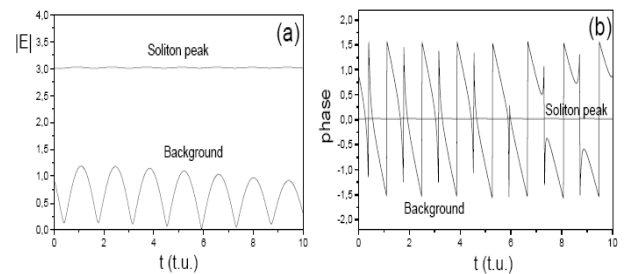 (a)
|E|
4,0
3,5
3,0
2,5
2,0
1,5
1,0
0,5
0,0
Soliton peak
Background
0 2 4 6 8 10
t (t.u.)
(b)
phase
2,0
1,5
1,0
0,5
0,0
-0,5
-1,0
-1,5
-2,0
Soliton peak
Background
0 2 4 6 8 10
t (t.u.)